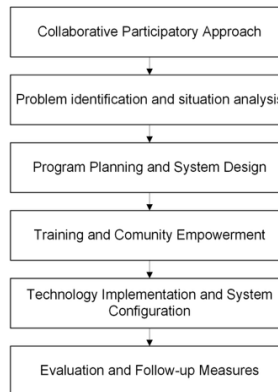 Collaborative Participatory Approach
Problem identification and situation analysis
Program Planning and System Design
Training and Comunity Empowerment
Technology Implementation and System
Configuration
Evaluation and Follow-up Measures